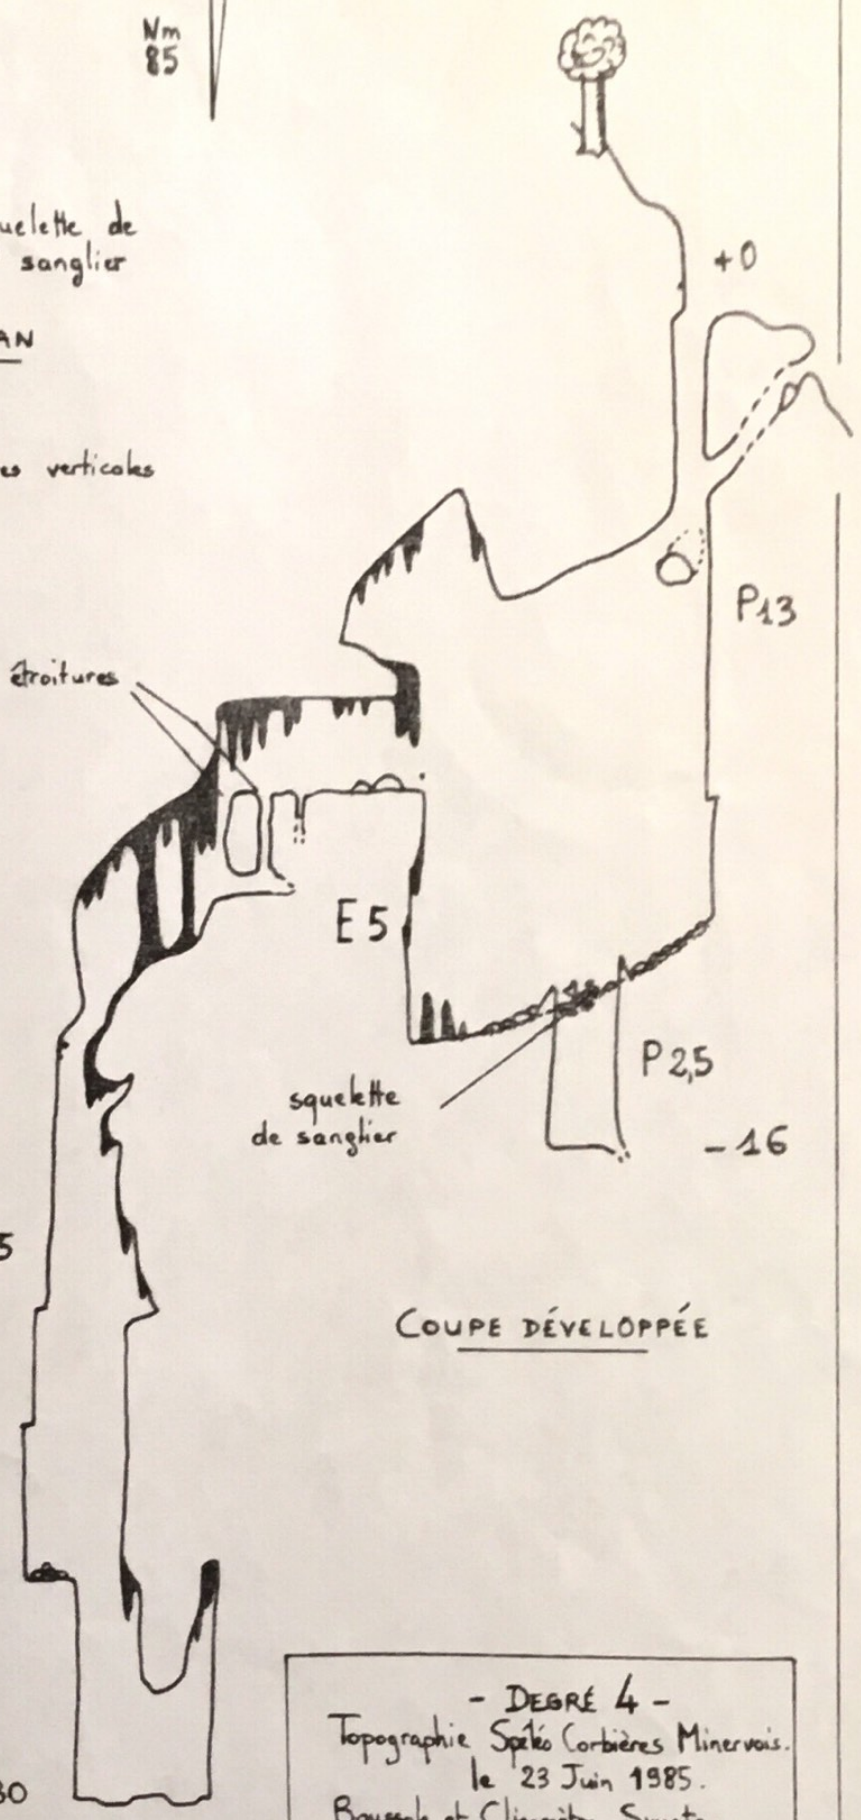 Nm
85
uelette de
sanglier
+0
AN
es verticales
P13
étroitures
E5
P2,5
squelette
de sanglier
-16
5
COUPE DÉVELOPPÉE
- DEGRÉ 4 -
Topographie Spéléo Corbières Minervois.
le 23 Juin 1985.
30